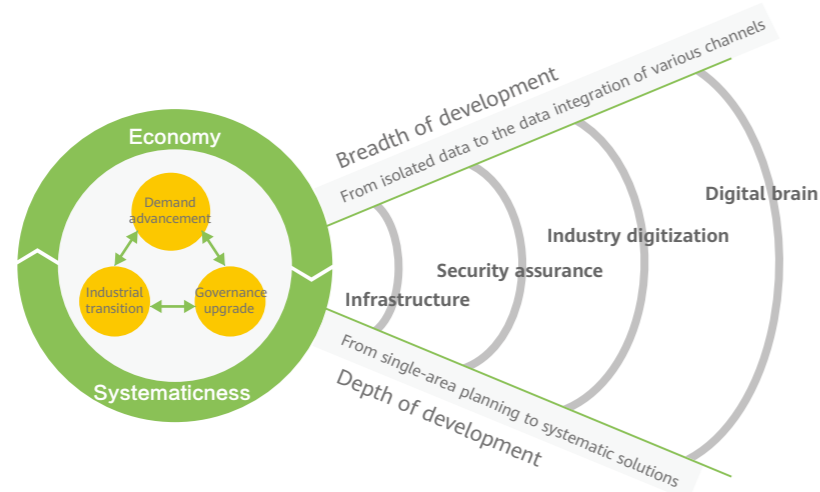 Economy
Demand
advancement
Industrial
transition
Governance
upgrade
Systematicness
Breadth of development
From isolated data to the data integration of various channels
Digital brain
Industry digitization
Security assurance
Infrastructure
From single-area planning to systematic solutions
Depth of development